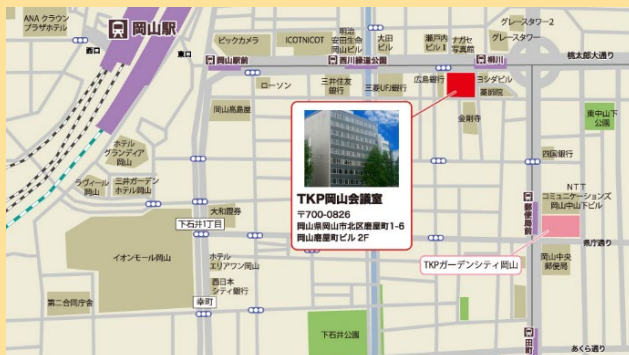 ANA クラウン
プラザホテル
岡山駅
西口
東口
ビックカメラ
ICOTNICOT
明治
安田生命
岡山ビル
太田
ビル
瀬戸内
ビルⅡ
ナガセ
写真館
グレースタワー2
グレースタワー
岡山駅前
西川緑道公園
柳川
桃太郎大通り
ローソン
三井住友
銀行
三菱UFJ銀行
広島銀行
ヨシダビル
薬師院
岡山高島屋
金剛寺
東中山下
公園
ホテル
グランヴィア
岡山
四国銀行
ラヴィール
岡山
三井ガーデン
ホテル岡山
NTT
コミュニケーションズ
岡山中山下ビル
TKP岡山会議室
〒700-0826
岡山県岡山市北区磨屋町1-6
岡山磨屋町ビル 2F
大和證券
下石井1丁目
郵便局前
県庁通り
イオンモール岡山
ホテル
エリアワン岡山
TKPガーデンシティ岡山
岡山中央
郵便局
西日本
シティ銀行
第二合同庁舎
幸町
下石井公園
田町
あくら通り